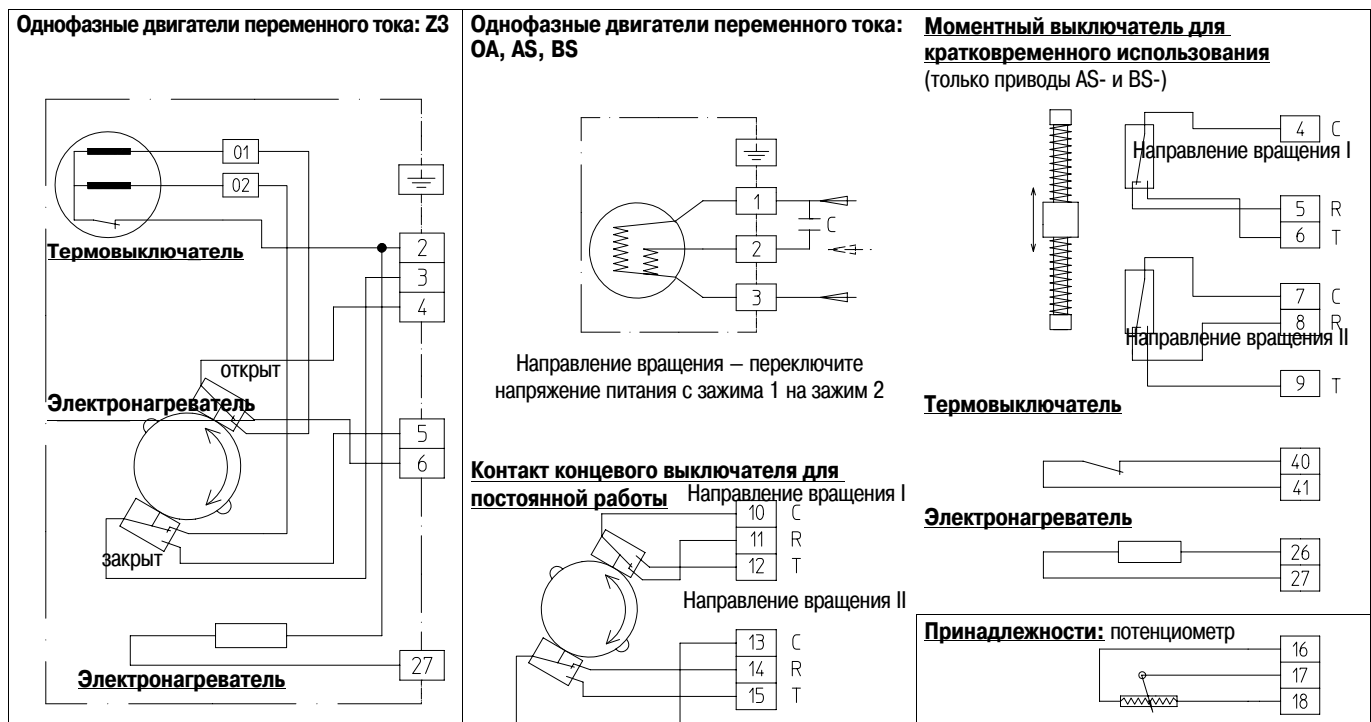 Однофазные двигатели переменного тока: Z3
01
02
Термовыключатель
2
3
4
открыт
Электронагреватель
5
6
закрыт
27
Электронагреватель
Однофазные двигатели переменного тока:
OA, AS, BS
1
C
2
3
Направление вращения – переключите
напряжение питания с зажима 1 на зажим 2
Контакт концевого выключателя для
постоянной работы
Направление вращения I
10 C
11 R
12 T
Направление вращения II
13 C
14 R
15 T
Моментный выключатель для
кратковременного использования
(только приводы AS- и BS-)
4 C
Направление вращения I
5 R
6 T
7 C
8 R
Направление вращения II
9 T
Термовыключатель
40
41
Электронагреватель
26
27
Принадлежности: потенциометр
16
17
18